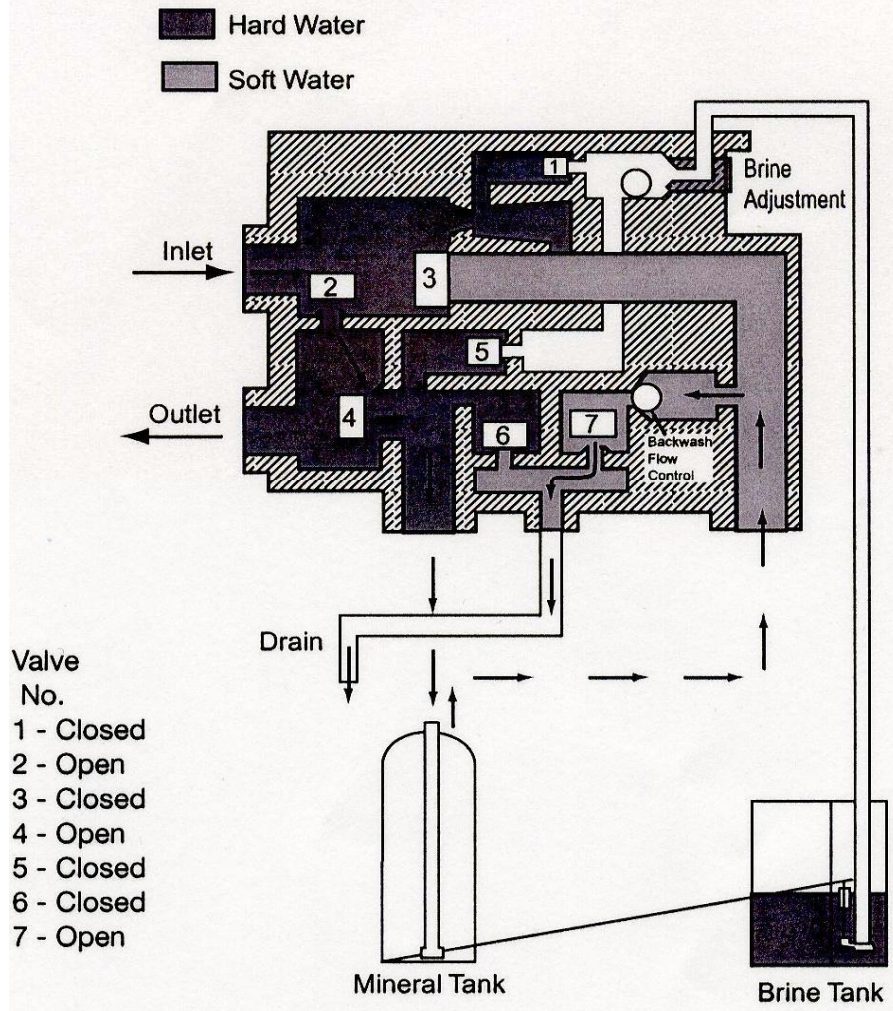 Hard Water
Soft Water
Brine
Adjustment
1
Inlet
2
3
5
Outlet
4
6
7
Backwash
Flow
Control
Drain
Valve
No.
1 - Closed
2 - Open
3 - Closed
4 - Open
5 - Closed
6 - Closed
7 - Open
Mineral Tank
Brine Tank